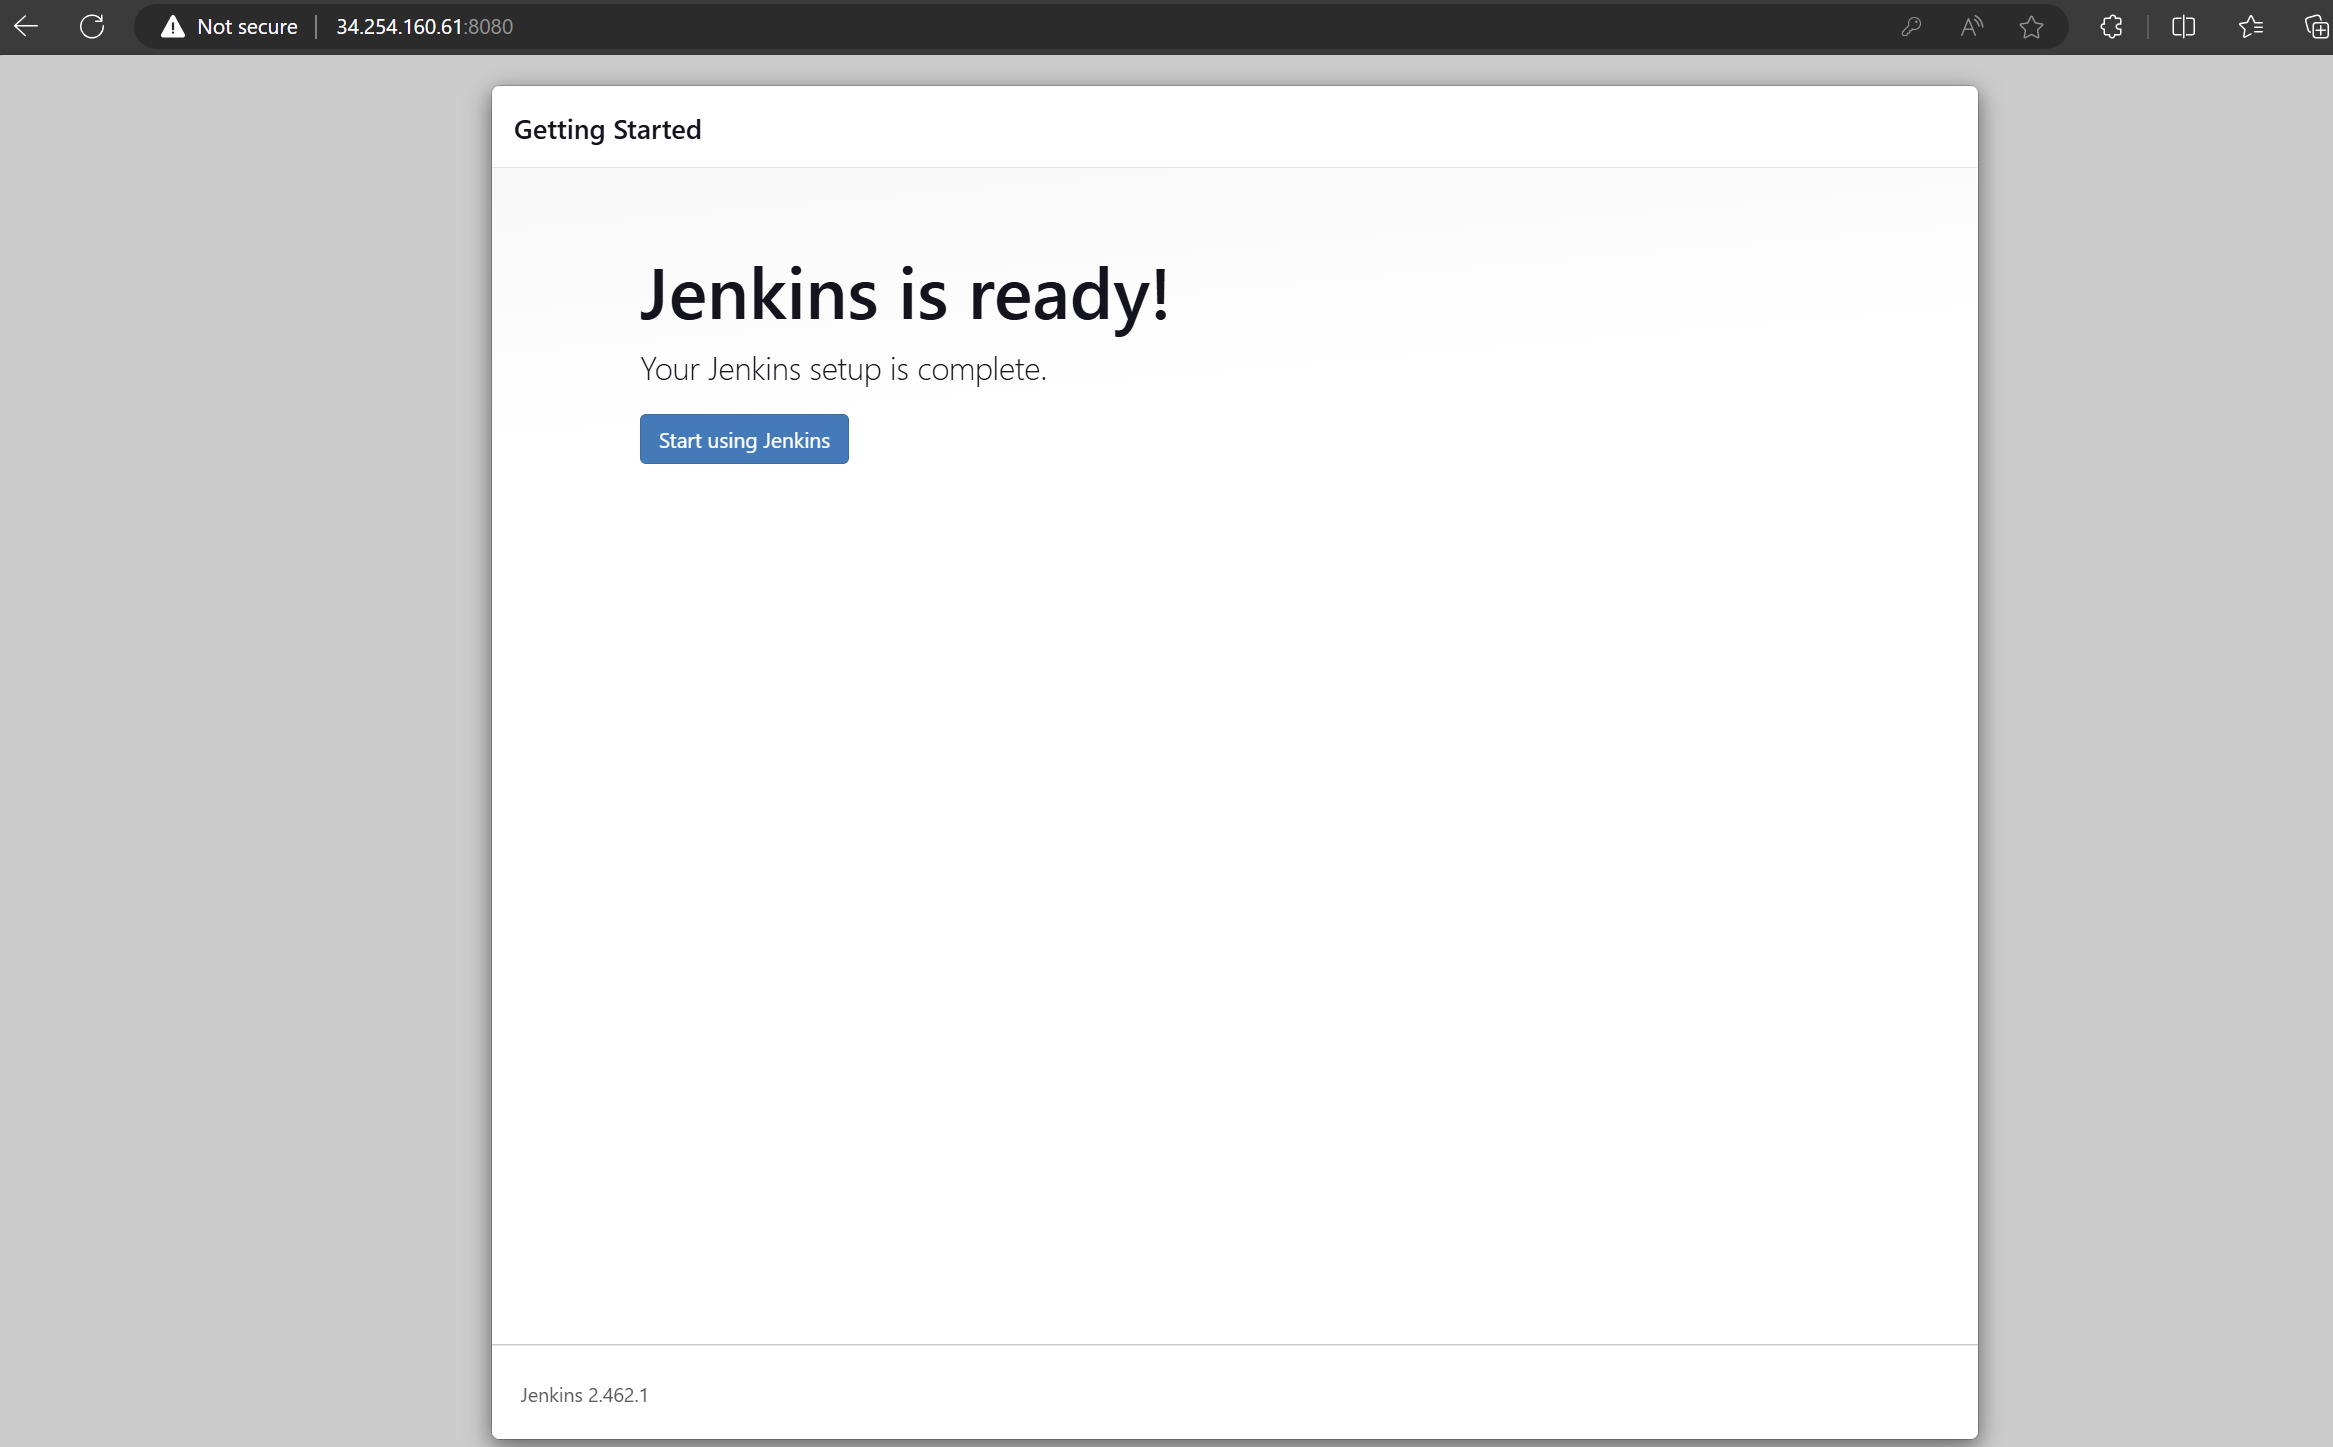 Not secure | 34.254.160.61:8080
Getting Started
Jenkins is ready!
Your Jenkins setup is complete.
Start using Jenkins
Jenkins 2.462.1